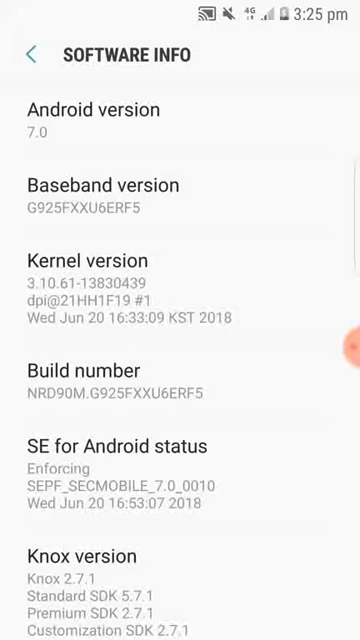 4G 3:25 pm
SOFTWARE INFO
Android version
7.0
Baseband version
G925FXXU6ERF5
Kernel version
3.10.61-13830439
dpi@21HH1F19 #1
Wed Jun 20 16:33:09 KST 2018
Build number
NRD90M.G925FXXU6ERF5
SE for Android status
Enforcing
SEPF_SECMOBILE_7.0_0010
Wed Jun 20 16:53:07 2018
Knox version
Knox 2.7.1
Standard SDK 5.7.1
Premium SDK 2.7.1
Customization SDK 2.7.1